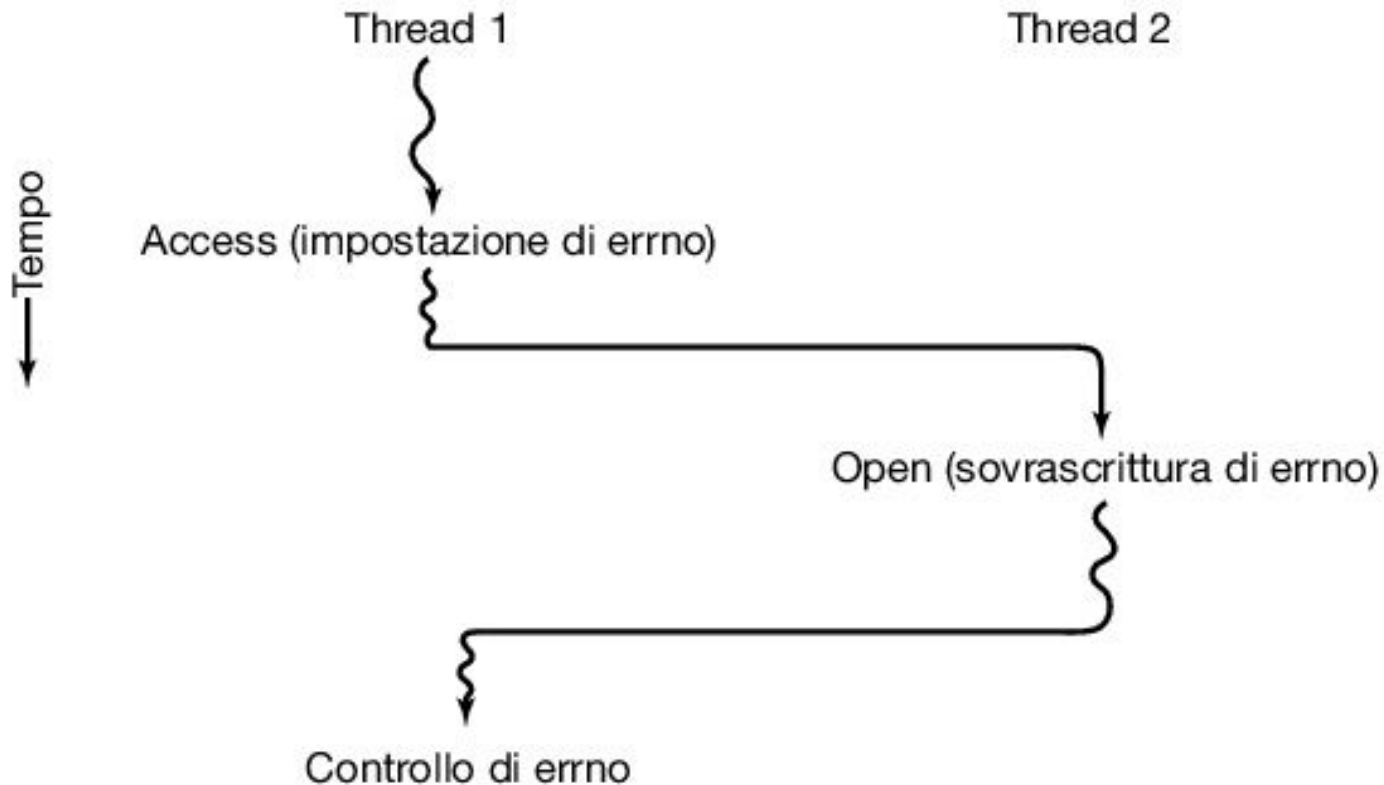 Thread 1
Thread 2
Tempo
Access (impostazione di errno)
Open (sovrascrittura di errno)
Controllo di errno